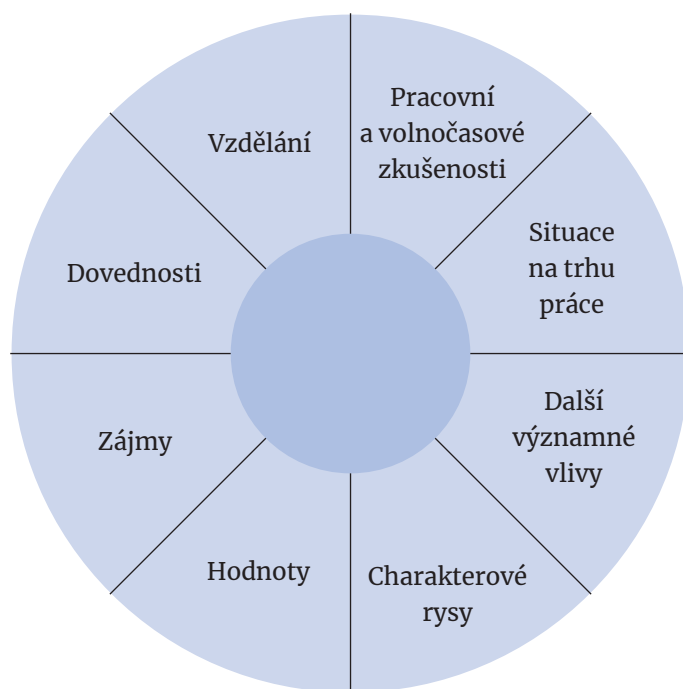 Pracovní
a volnočasové
zkušenosti
Situace
na trhu
práce
Další
významné
vlivy
Charakterové
rysy
Hodnoty
Zájmy
Dovednosti
Vzdělání